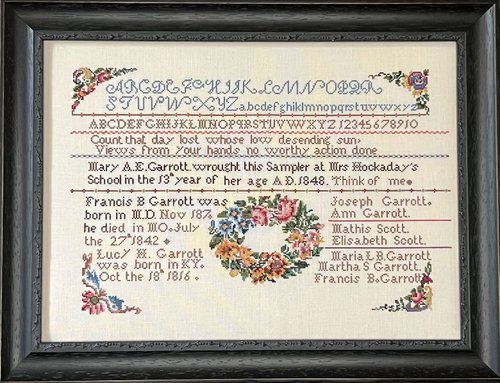 ABCDEFGHIJKLMNOPQR
STUVWXYZabcdefghijklmnopqrstuvwxyz
ABCDEFGHIJKLMNOPQRSTUVWXYZ 12345678910
Count that day lost whose low desending sun
Views from your hands no worthy action done
Mary A.E. Garrott wrought this Sampler at Mrs Hockaday's
School in the 13th year of her age A.D. 1848. Think of me
Francis B Garrott was
born in M.D. Nov
he died in MO. July
the 27th 1842
Lucy H. Garrott
was born in KY.
Oct the 18th 1816.
Joseph Garrott.
Ann Garrott.
Mathis Scott.
Elisabeth Scott.
Maria L B. Garrott
Martha S Garrott.
Francis B. Garrott